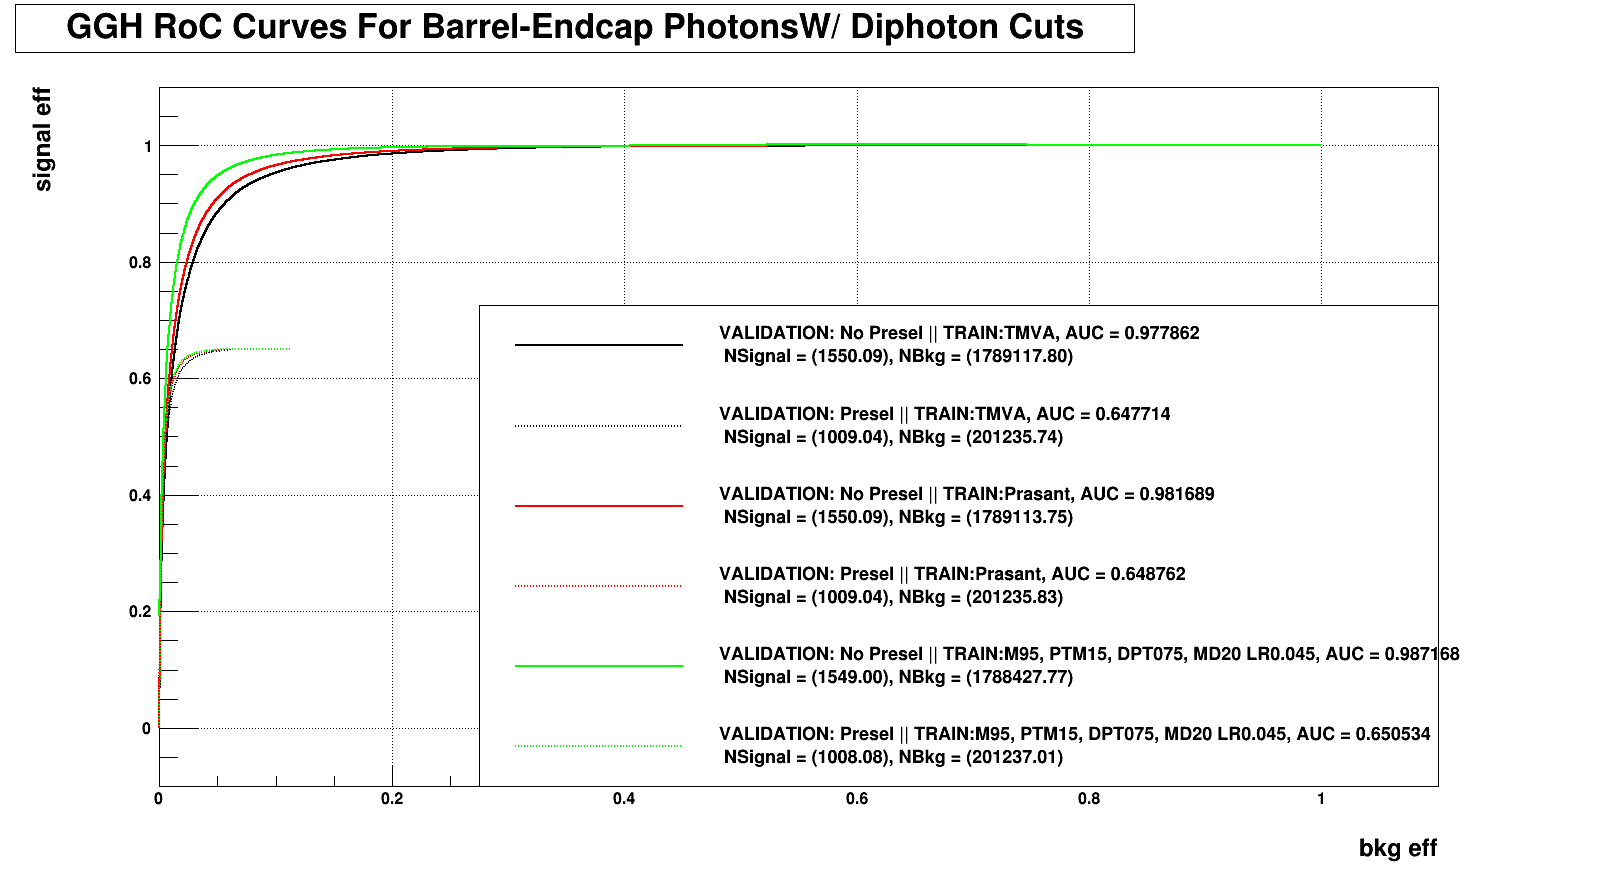 GGH RoC Curves For Barrel-Endcap PhotonsW/ Diphoton Cuts
signal eff
1
0.8
0.6
0.4
0.2
0
VALIDATION: No Presel || TRAIN:TMVA, AUC = 0.977862
NSignal = (1550.09), NBkg = (1789117.80)
VALIDATION: Presel || TRAIN:TMVA, AUC = 0.647714
NSignal = (1009.04), NBkg = (201235.74)
VALIDATION: No Presel || TRAIN:Prasant, AUC = 0.981689
NSignal = (1550.09), NBkg = (1789113.75)
VALIDATION: Presel || TRAIN:Prasant, AUC = 0.648762
NSignal = (1009.04), NBkg = (201235.83)
VALIDATION: No Presel || TRAIN:M95, PTM15, DPT075, MD20 LR0.045, AUC = 0.987168
NSignal = (1549.00), NBkg = (1788427.77)
VALIDATION: Presel || TRAIN:M95, PTM15, DPT075, MD20 LR0.045, AUC = 0.650534
NSignal = (1008.08), NBkg = (201237.01)
0 0.2 0.4 0.6 0.8 1
bkg eff